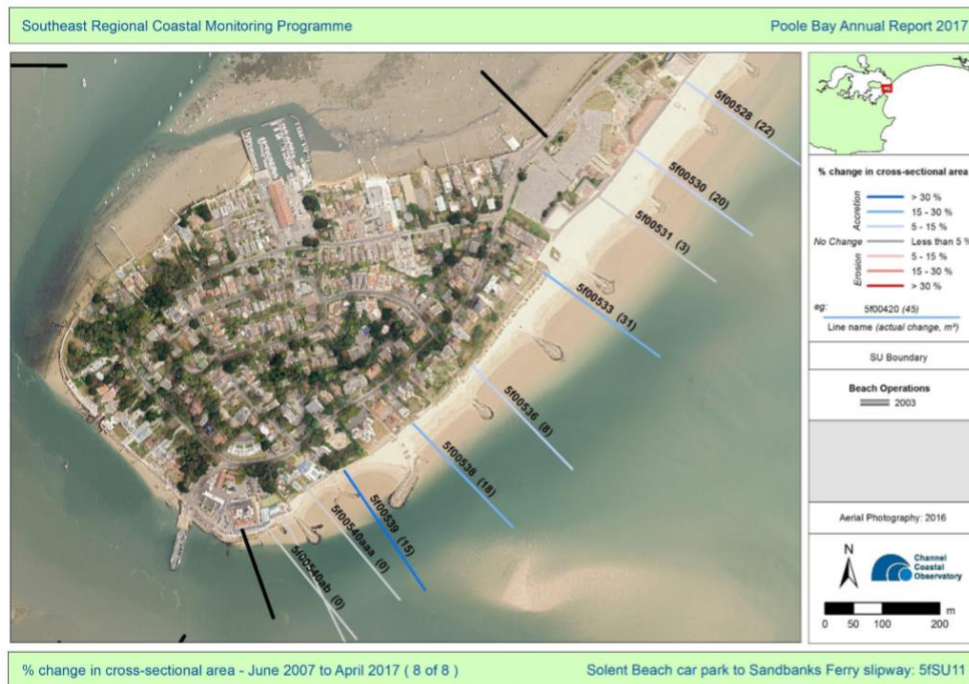 Southeast Regional Coastal Monitoring Programme
Poole Bay Annual Report 2017
5f00528 (22)
5f00530 (20)
5f00531 (3)
5f00533 (31)
5f00536 (8)
5f00538 (18)
5f00539 (15)
5f00540aaa (0)
5f00540ab (0)
% change in cross-sectional area
Accretion
> 30 %
15 - 30 %
5 - 15 %
No Change
Less than 5 %
Erosion
5 - 15 %
15 - 30 %
> 30 %
eg:
5f00420 (45)
Line name (actual change, m³)
SU Boundary
Beach Operations
2003
Aerial Photography: 2016
N
Channel
Coastal
Observatory
0 50 100 200 m
% change in cross-sectional area - June 2007 to April 2017 ( 8 of 8 )
Solent Beach car park to Sandbanks Ferry slipway: 5fSU11